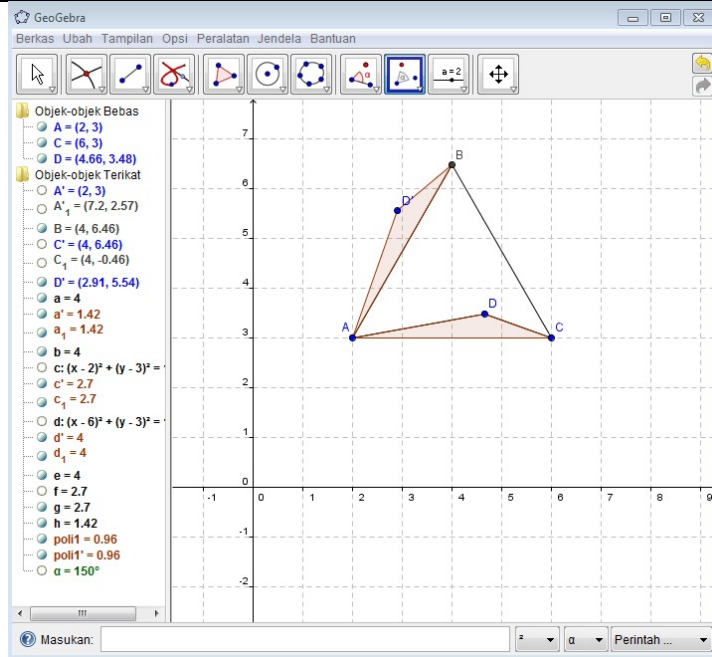 GeoGebra
Berkas Ubah Tampilan Opsi Peralatan Jendela Bantuan
α
α
a = 2
Objek-objek Bebas
A = (2, 3)
C = (6, 3)
D = (4.66, 3.48)
Objek-objek Terikat
A' = (2, 3)
A'₁ = (7.2, 2.57)
B = (4, 6.46)
C' = (4, 6.46)
C₁ = (4, -0.46)
D' = (2.91, 5.54)
a = 4
a' = 1.42
a₁ = 1.42
b = 4
c: (x - 2)² + (y - 3)² =
c' = 2.7
c₁ = 2.7
d: (x - 6)² + (y - 3)² =
d' = 4
d₁ = 4
e = 4
f = 2.7
g = 2.7
h = 1.42
poli1 = 0.96
poli1' = 0.96
α = 150°
7
6
5
4
3
2
1
0
-1
-2
-1 0 1 2 3 4 5 6 7 8 9
B
D'
D
A
C
Masukan:
² α Perintah ...